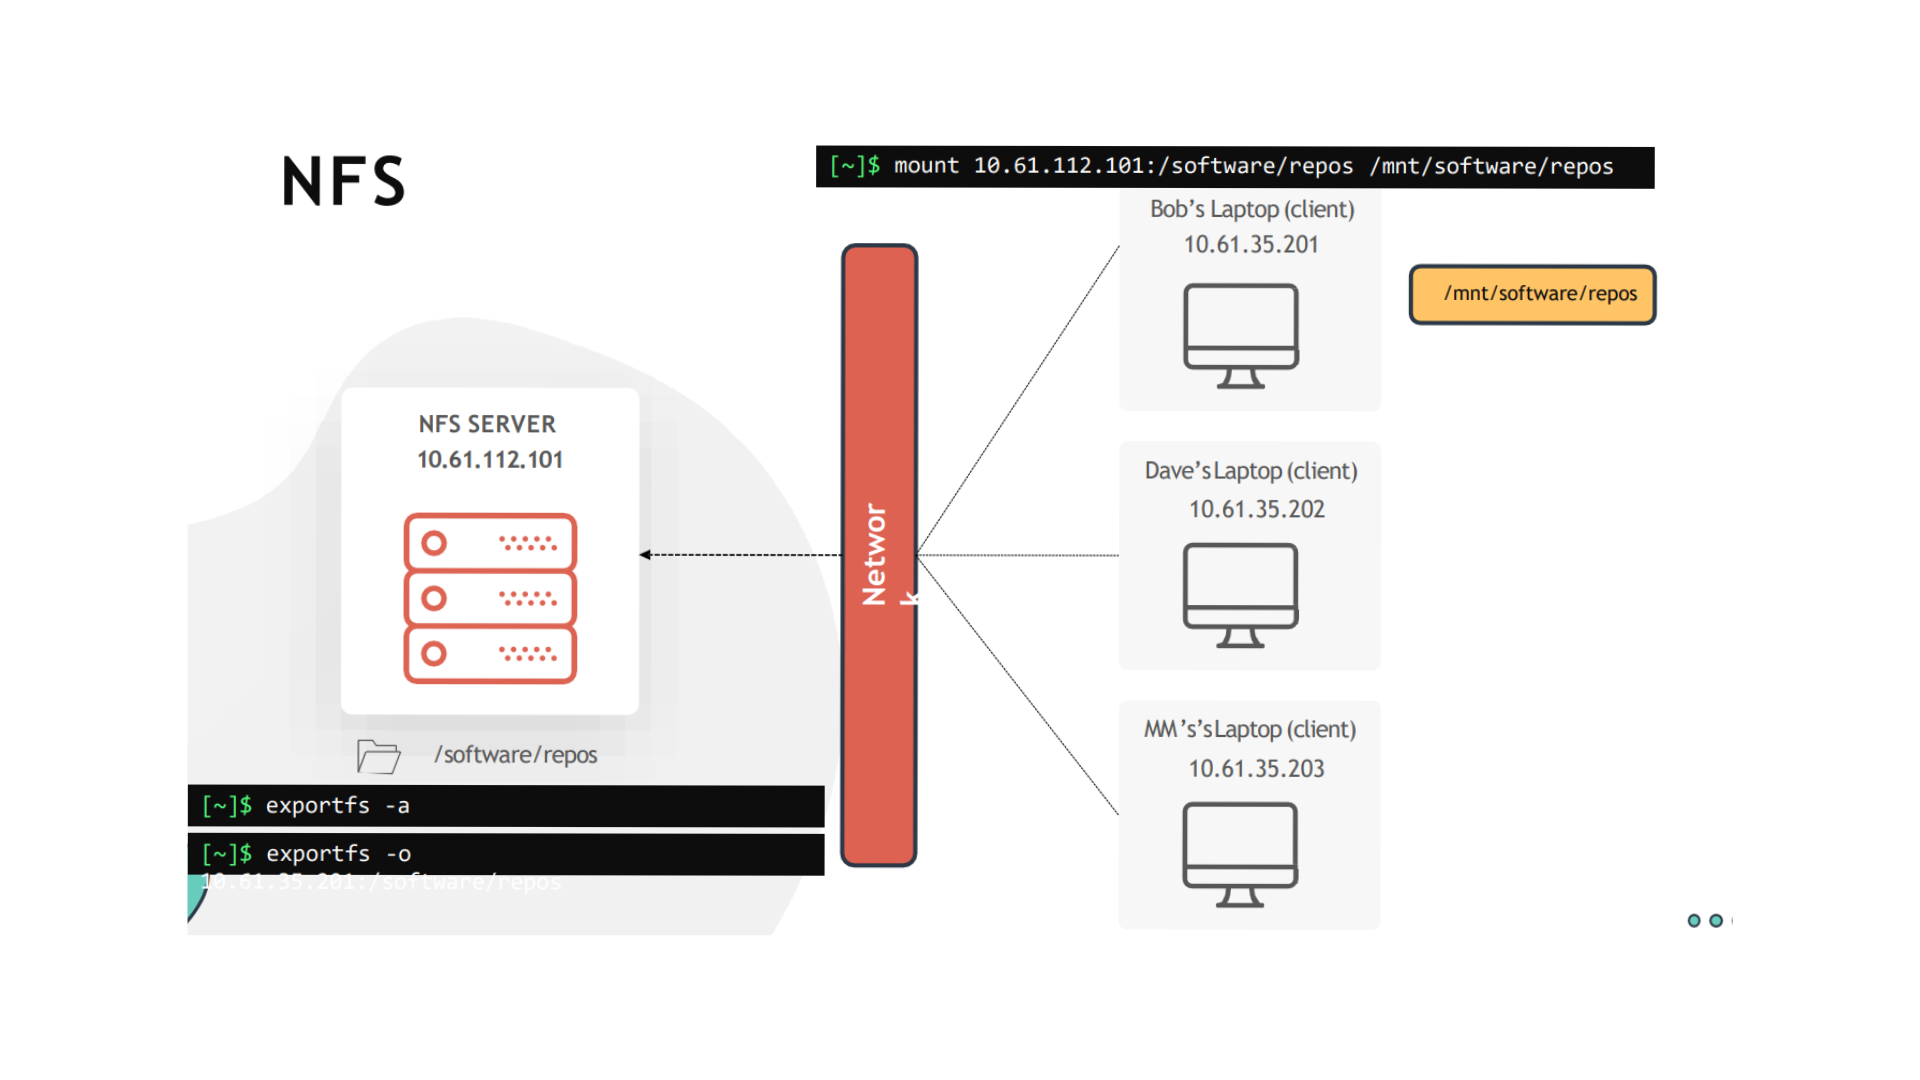 NFS
[~]$ mount 10.61.112.101:/software/repos /mnt/software/repos
Bob's Laptop (client)
10.61.35.201
/mnt/software/repos
NFS SERVER
10.61.112.101
Networ
k
Dave's Laptop (client)
10.61.35.202
MM 's's Laptop (client)
10.61.35.203
/software/repos
[~]$ exportfs -a
[~]$ exportfs -o
10.61.35.201:/software/repos